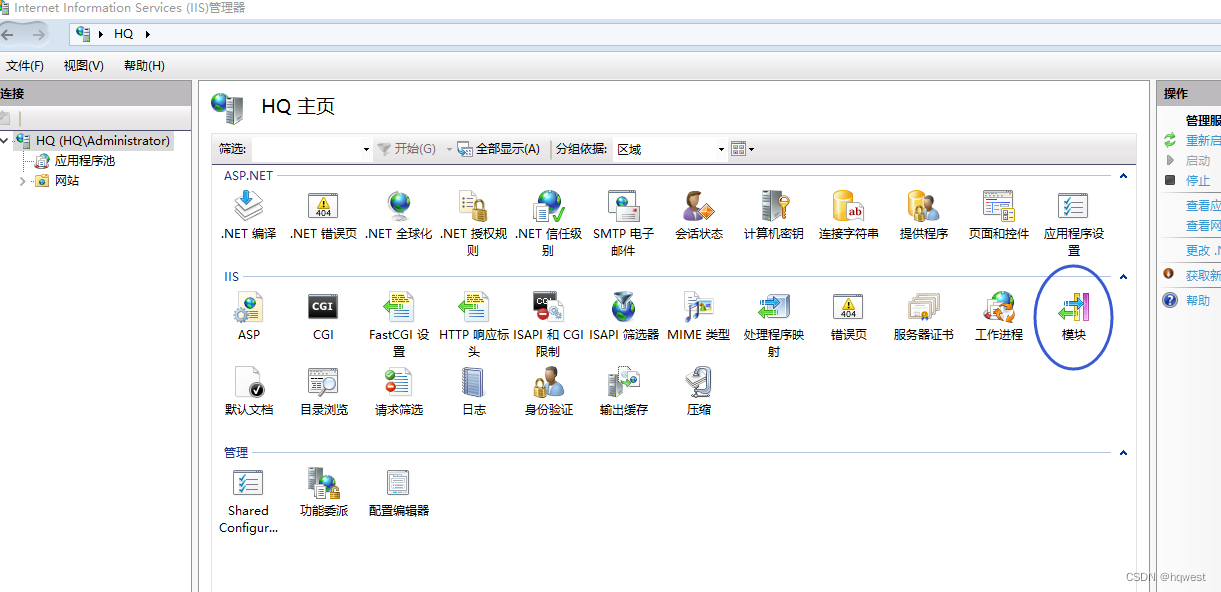 Internet Information Services (IIS)管理器
HQ
文件(F) 视图(V) 帮助(H)
连接
HQ (HQ\Administrator)
应用程序池
网站
HQ 主页
筛选: 开始(G) 全部显示(A) 分组依据: 区域
ASP.NET
.NET 编译 .NET 错误页 .NET 全球化 .NET 授权规 .NET 信任级 SMTP 电子 会话状态 计算机密钥 连接字符串 提供程序 页面和控件 应用程序设
则 别 邮件 置
IIS
CGI CGI 404
ASP CGI FastCGI 设 HTTP 响应标 ISAPI 和 CGI ISAPI 筛选器 MIME 类型 处理程序映 错误页 服务器证书 工作进程 模块
置 头 限制 射
默认文档 目录浏览 请求筛选 日志 身份验证 输出缓存 压缩
管理
Shared 功能委派 配置编辑器
Configur...
操作
管理服
重新启
启动
停止
查看应
查看网
更改 .N
获取新
帮助
CSDN @hqwest